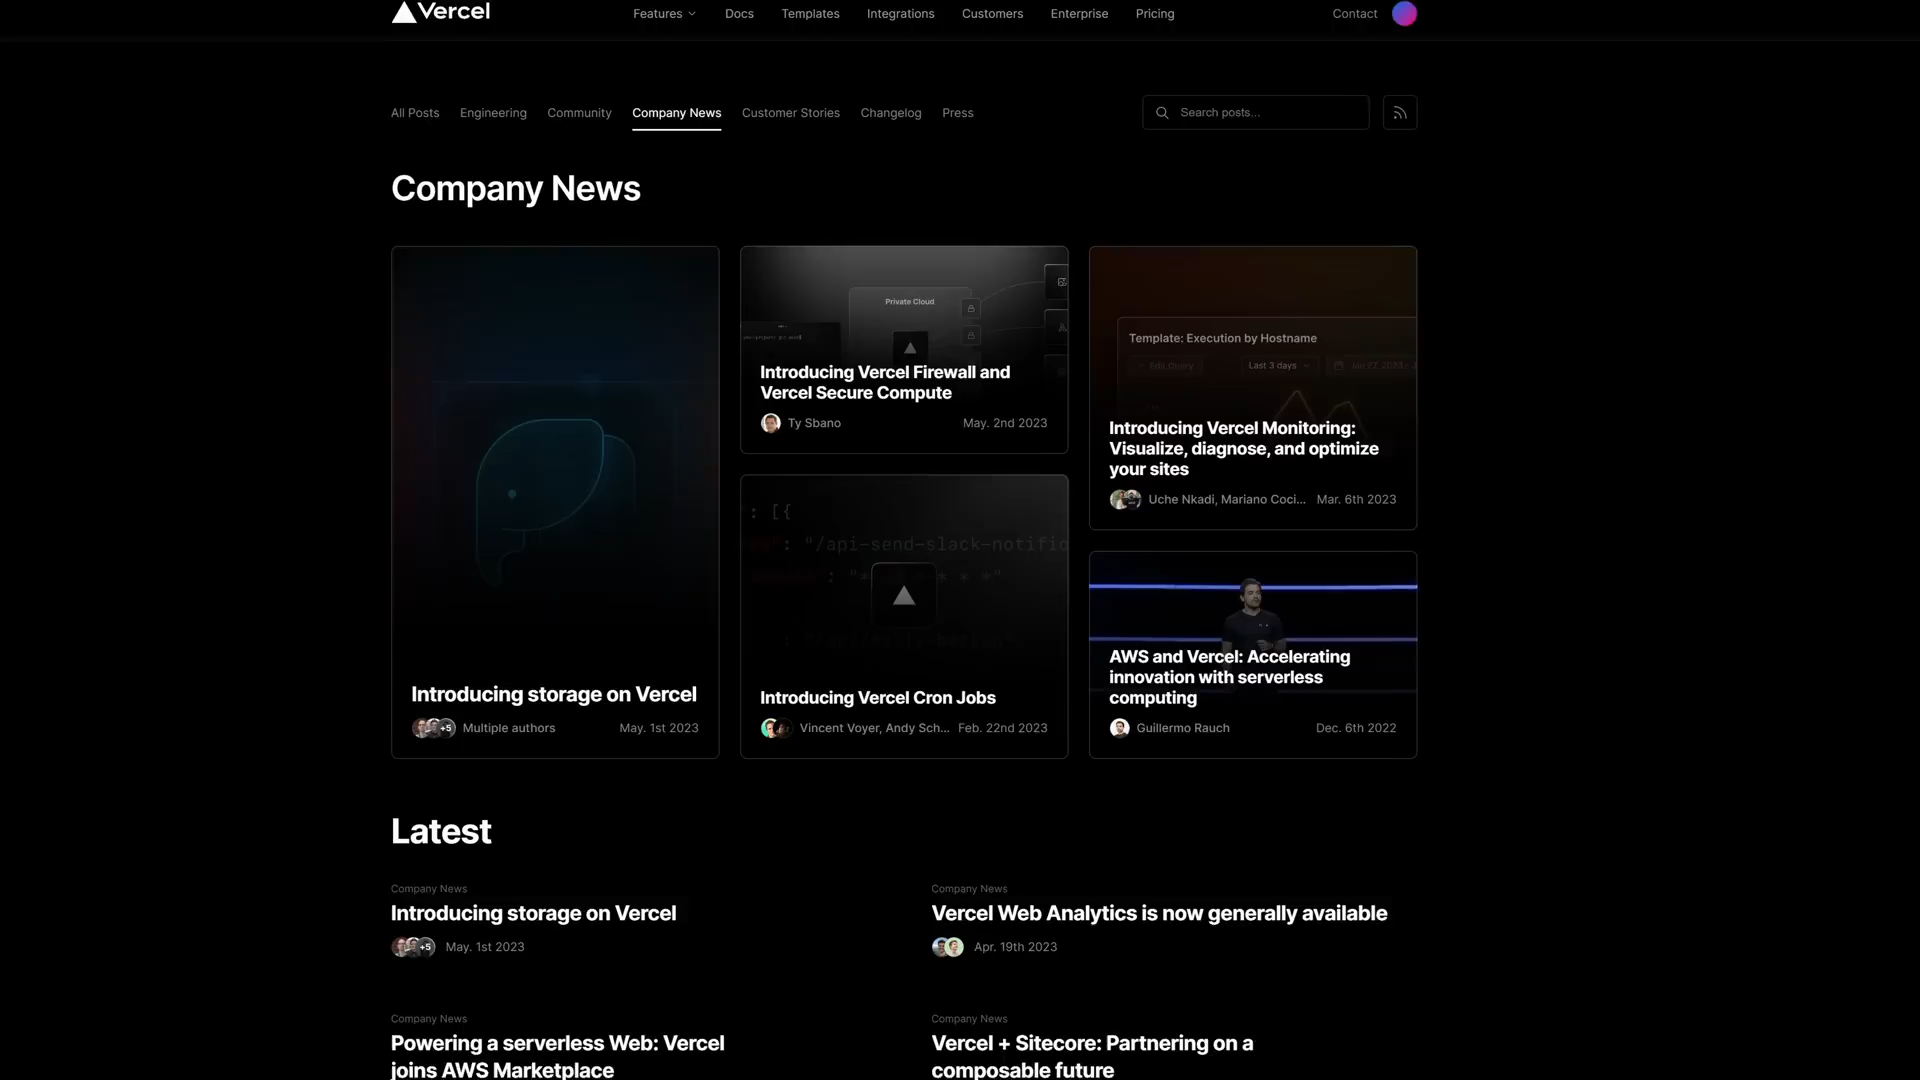 Vercel
Features
Docs
Templates
Integrations
Customers
Enterprise
Pricing
Contact
All Posts
Engineering
Community
Company News
Customer Stories
Changelog
Press
Search posts...
Company News
Introducing storage on Vercel
+5
Multiple authors
May. 1st 2023
Private Cloud
Introducing Vercel Firewall and
Vercel Secure Compute
Ty Sbano
May. 2nd 2023
: [{
": "/api-send-slack-notific
: "* * * * *"
Introducing Vercel Cron Jobs
Vincent Voyer, Andy Sch...
Feb. 22nd 2023
Template: Execution by Hostname
Edit Query
Last 3 days
Jan 27, 2023 -
Introducing Vercel Monitoring:
Visualize, diagnose, and optimize
your sites
Uche Nkadi, Mariano Coci...
Mar. 6th 2023
AWS and Vercel: Accelerating
innovation with serverless
computing
Guillermo Rauch
Dec. 6th 2022
Latest
Company News
Introducing storage on Vercel
+5
May. 1st 2023
Company News
Vercel Web Analytics is now generally available
Apr. 19th 2023
Company News
Powering a serverless Web: Vercel
joins AWS Marketplace
Company News
Vercel + Sitecore: Partnering on a
composable future